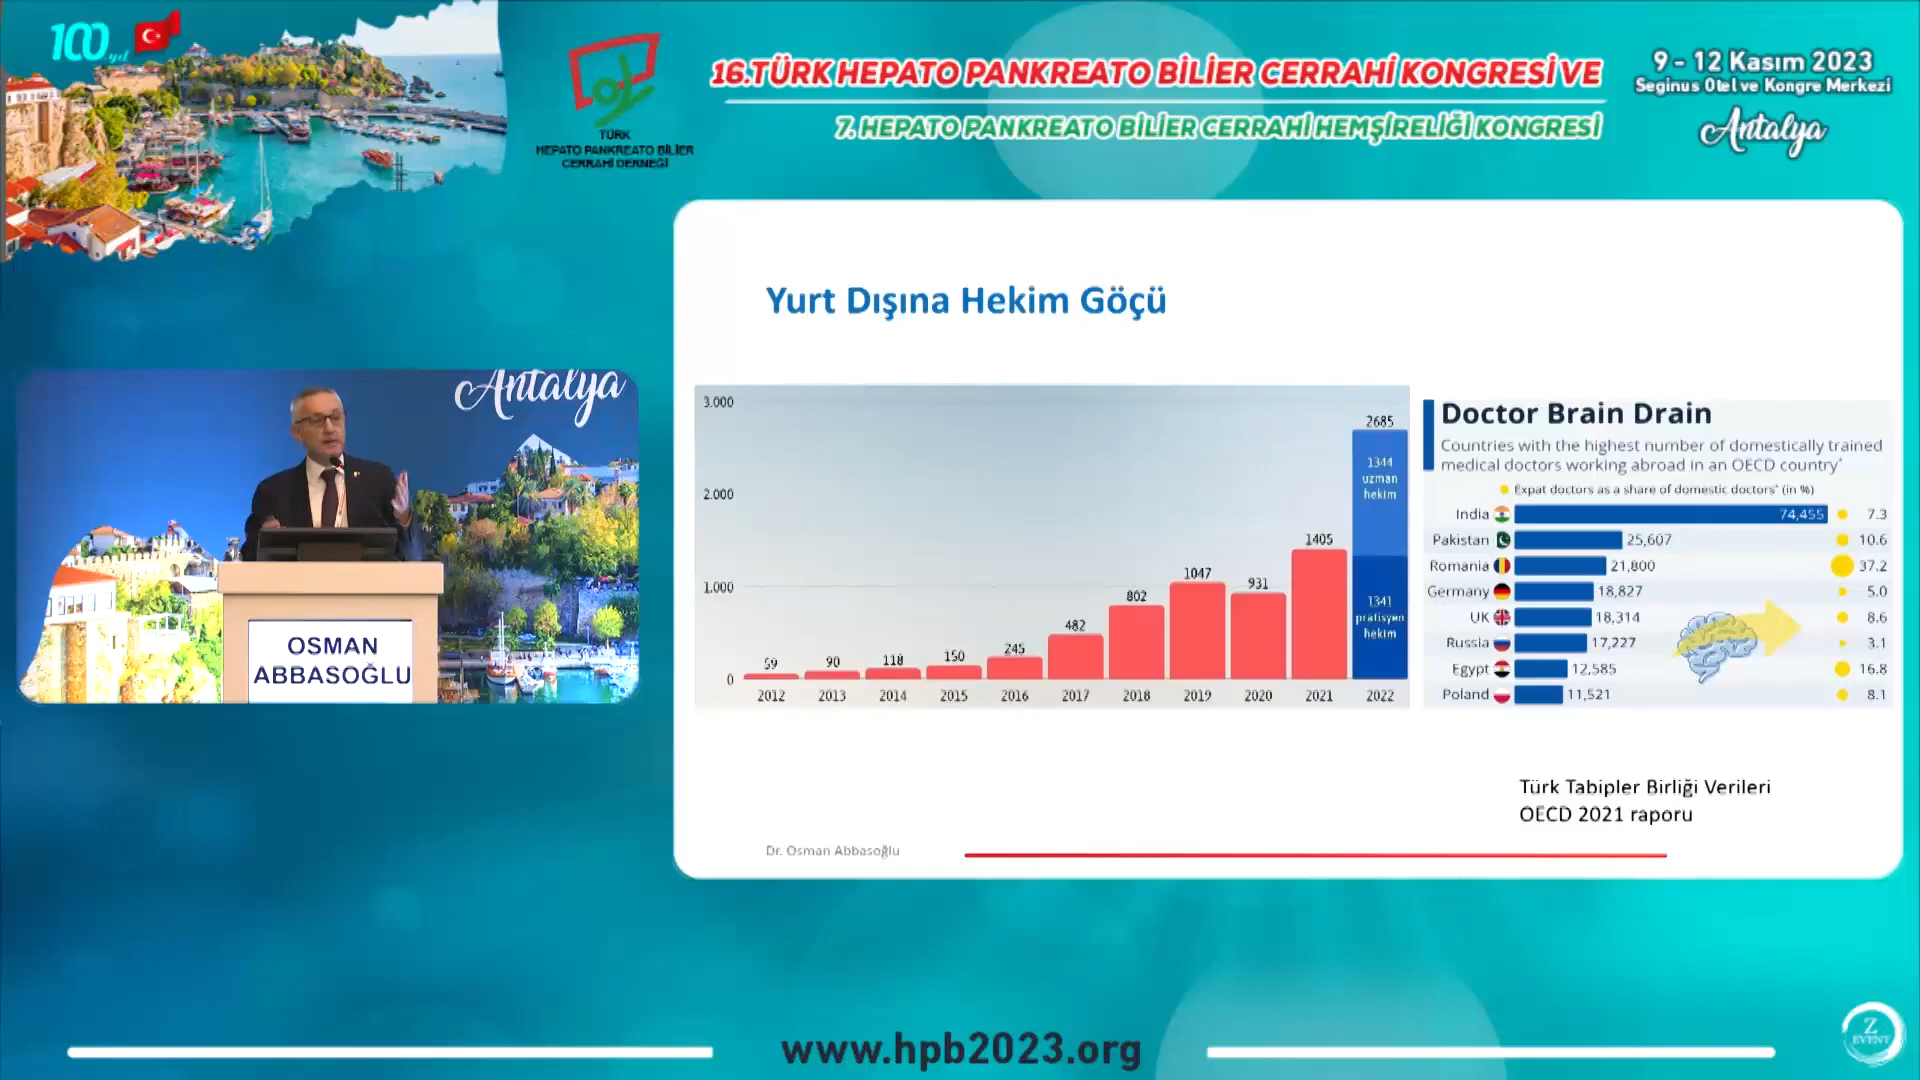 100.yıl
TÜRK
HEPATO PANKREATO BİLİER
CERRAHİ DERNEĞİ
16.TÜRK HEPATO PANKREATO BİLİER CERRAHİ KONGRESİ VE
7. HEPATO PANKREATO BİLİER CERRAHİ HEMŞİRELİĞİ KONGRESİ
9 - 12 Kasım 2023
Seginus Otel ve Kongre Merkezi
Antalya
Antalya
OSMAN
ABBASOĞLU
Yurt Dışına Hekim Göçü
3.000
2.000
1.000
0
59
90
118
150
245
482
802
1047
931
1405
2685
1344
uzman
hekim
1341
pratisyen
hekim
2012 2013 2014 2015 2016 2017 2018 2019 2020 2021 2022
Doctor Brain Drain
Countries with the highest number of domestically trained
medical doctors working abroad in an OECD country*
Expat doctors as a share of domestic doctors* (in %)
India 74,455 7.3
Pakistan 25,607 10.6
Romania 21,800 37.2
Germany 18,827 5.0
UK 18,314 8.6
Russia 17,227 3.1
Egypt 12,585 16.8
Poland 11,521 8.1
Türk Tabipler Birliği Verileri
OECD 2021 raporu
Dr. Osman Abbasoğlu
www.hpb2023.org
Z
EVENT